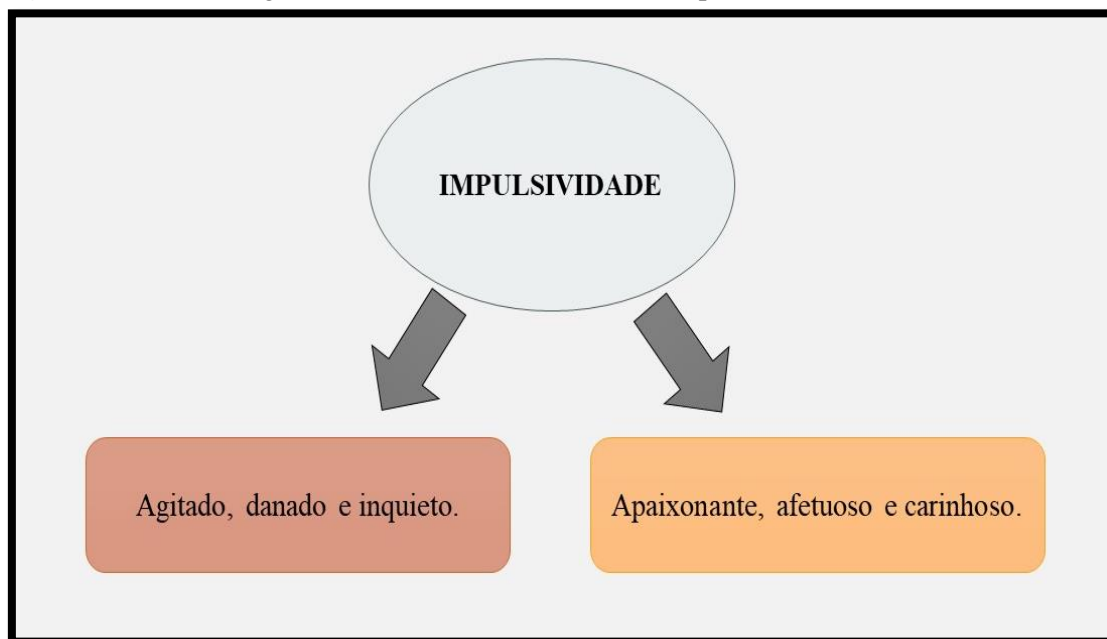 IMPULSIVIDADE
Agitado, danado e inquieto.
Apaixonante, afetuoso e carinhoso.